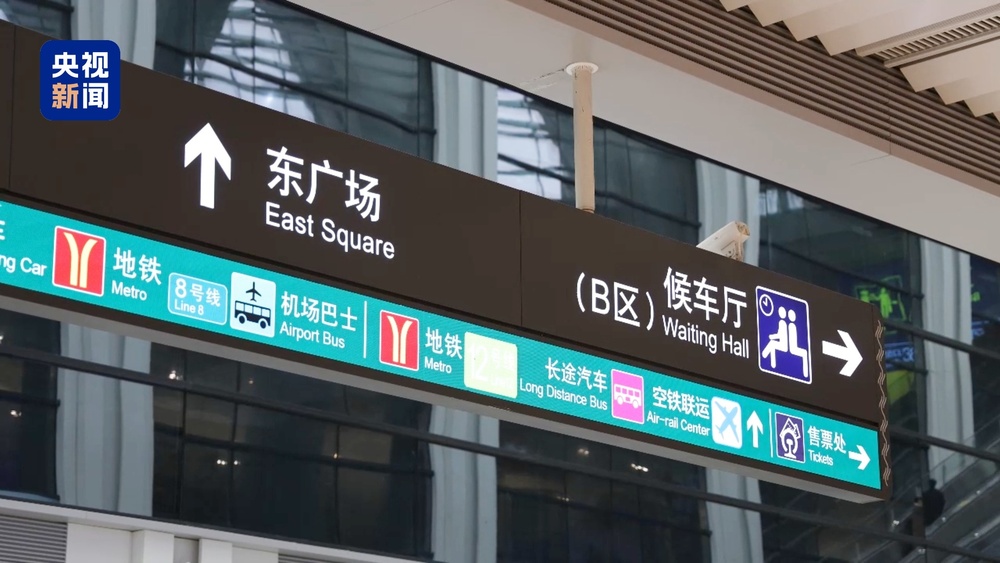 央视
新闻
东广场
East Square
(B区)
候车厅
Waiting Hall
ng Car
地铁
Metro
8号线
Line 8
机场巴士
Airport Bus
地铁
Metro
长途汽车
Long Distance Bus
空铁联运
Air-rail Center
售票处
Tickets